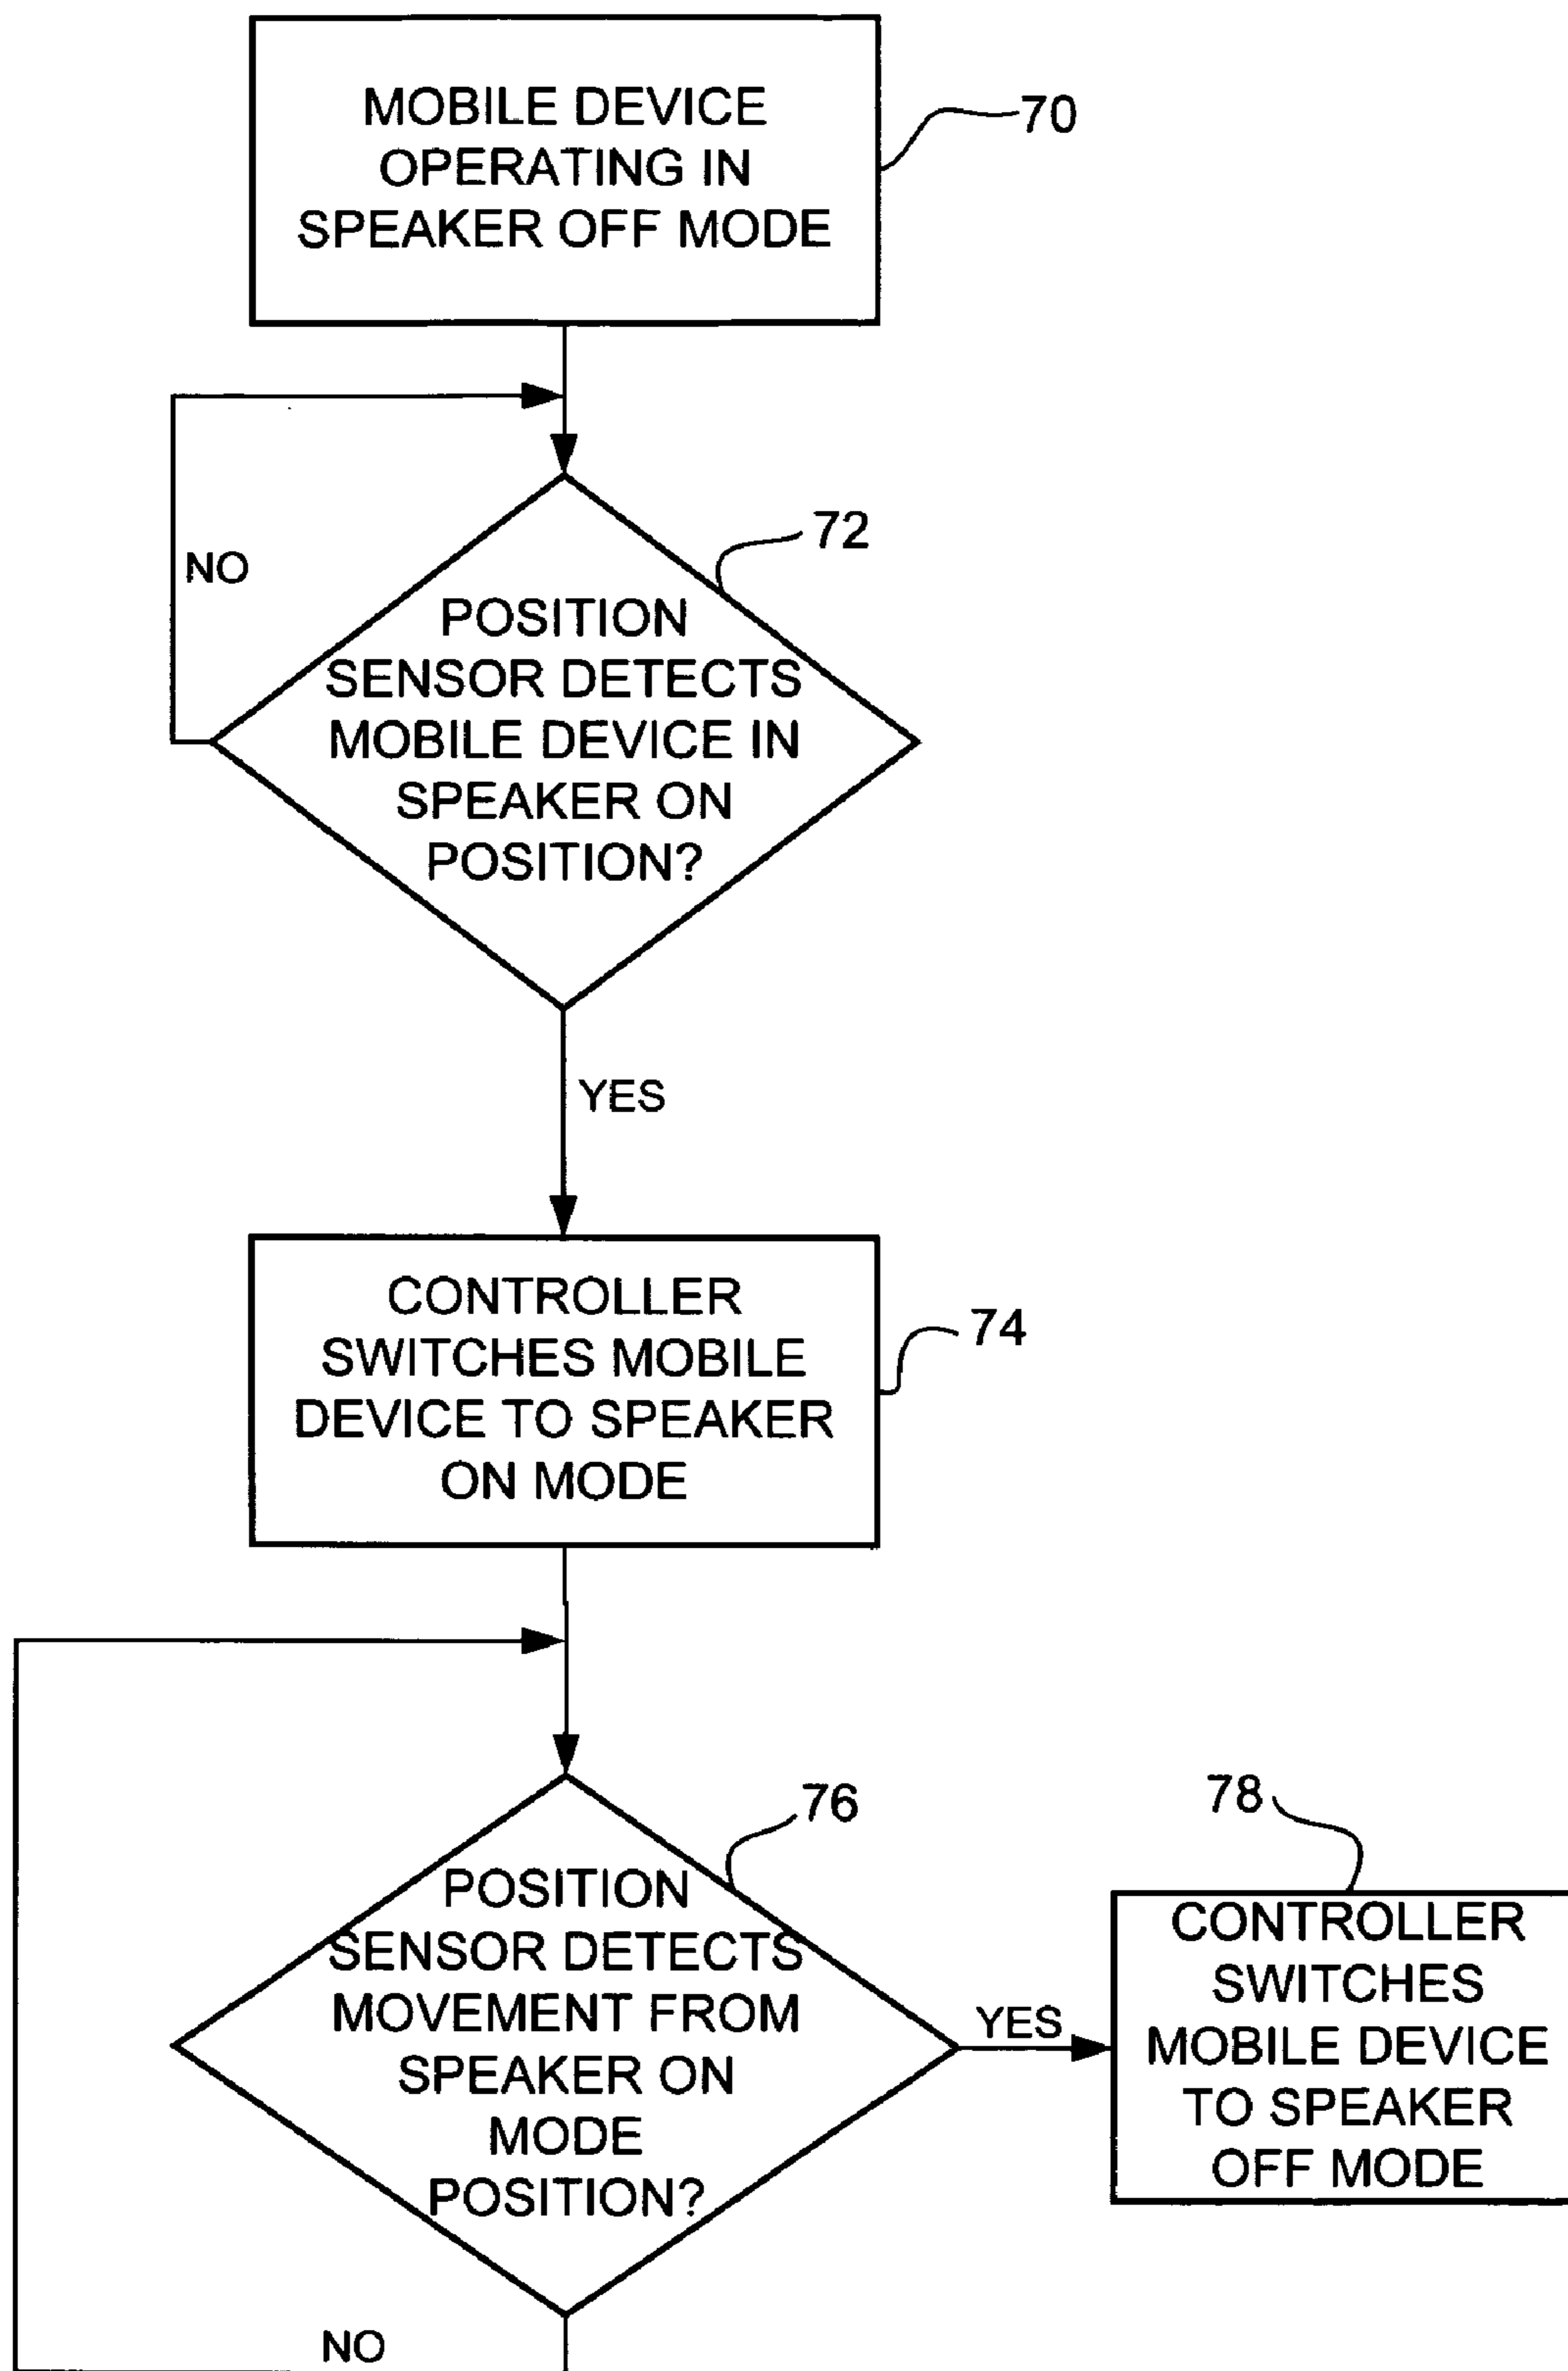 MOBILE DEVICE
OPERATING IN
SPEAKER OFF MODE
70
NO
72
POSITION
SENSOR DETECTS
MOBILE DEVICE IN
SPEAKER ON
POSITION?
YES
CONTROLLER
SWITCHES MOBILE
DEVICE TO SPEAKER
ON MODE
74
76
POSITION
SENSOR DETECTS
MOVEMENT FROM
SPEAKER ON
MODE
POSITION?
YES
78
CONTROLLER
SWITCHES
MOBILE DEVICE
TO SPEAKER
OFF MODE
NO